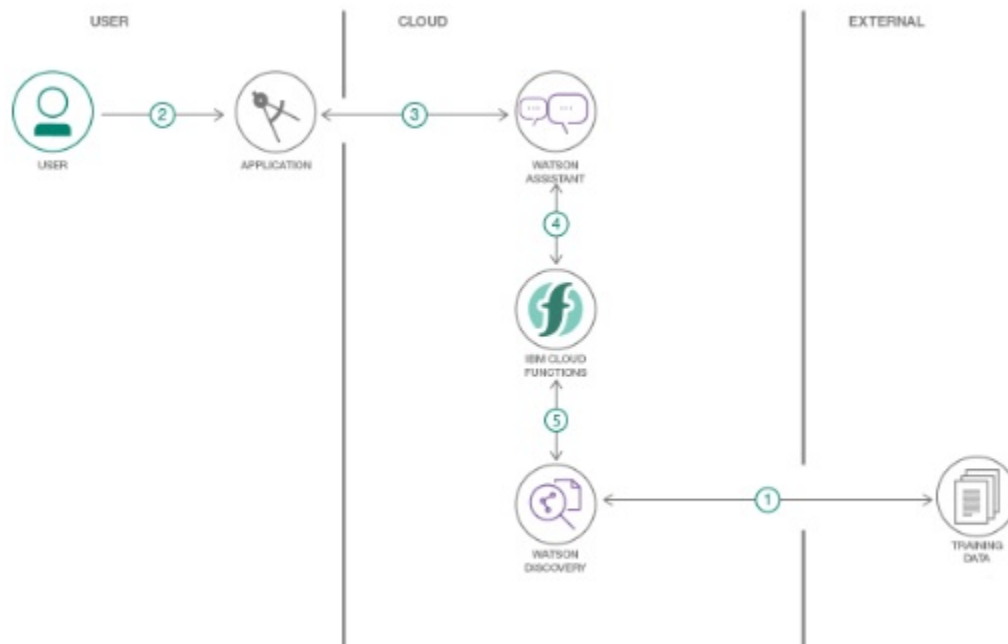 USER
CLOUD
EXTERNAL
2
3
USER
APPLICATION
WATSON
ASSISTANT
4
IBM CLOUD
FUNCTIONS
5
1
WATSON
DISCOVERY
TRAINING
DATA